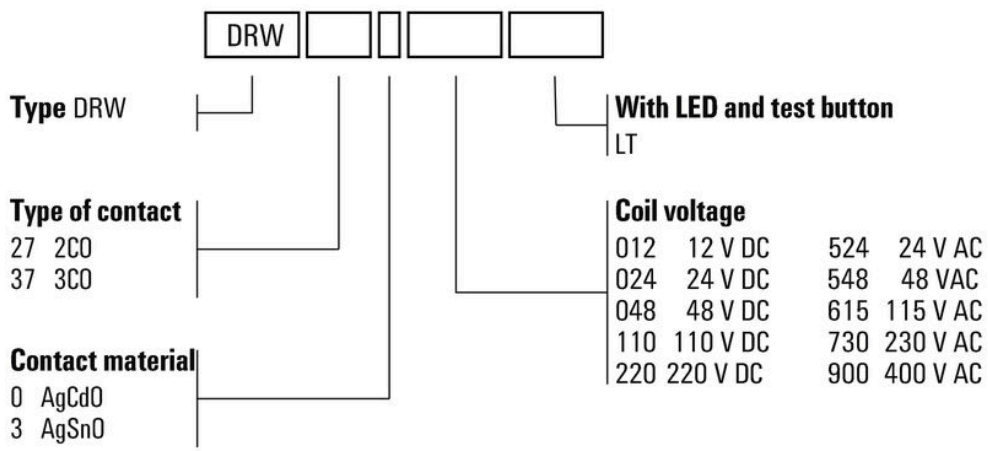 DRW
Type DRW
With LED and test button
LT
Type of contact
27 2CO
37 3CO
Coil voltage
012 12 V DC 524 24 V AC
024 24 V DC 548 48 VAC
048 48 V DC 615 115 V AC
110 110 V DC 730 230 V AC
220 220 V DC 900 400 V AC
Contact material
0 AgCdO
3 AgSnO